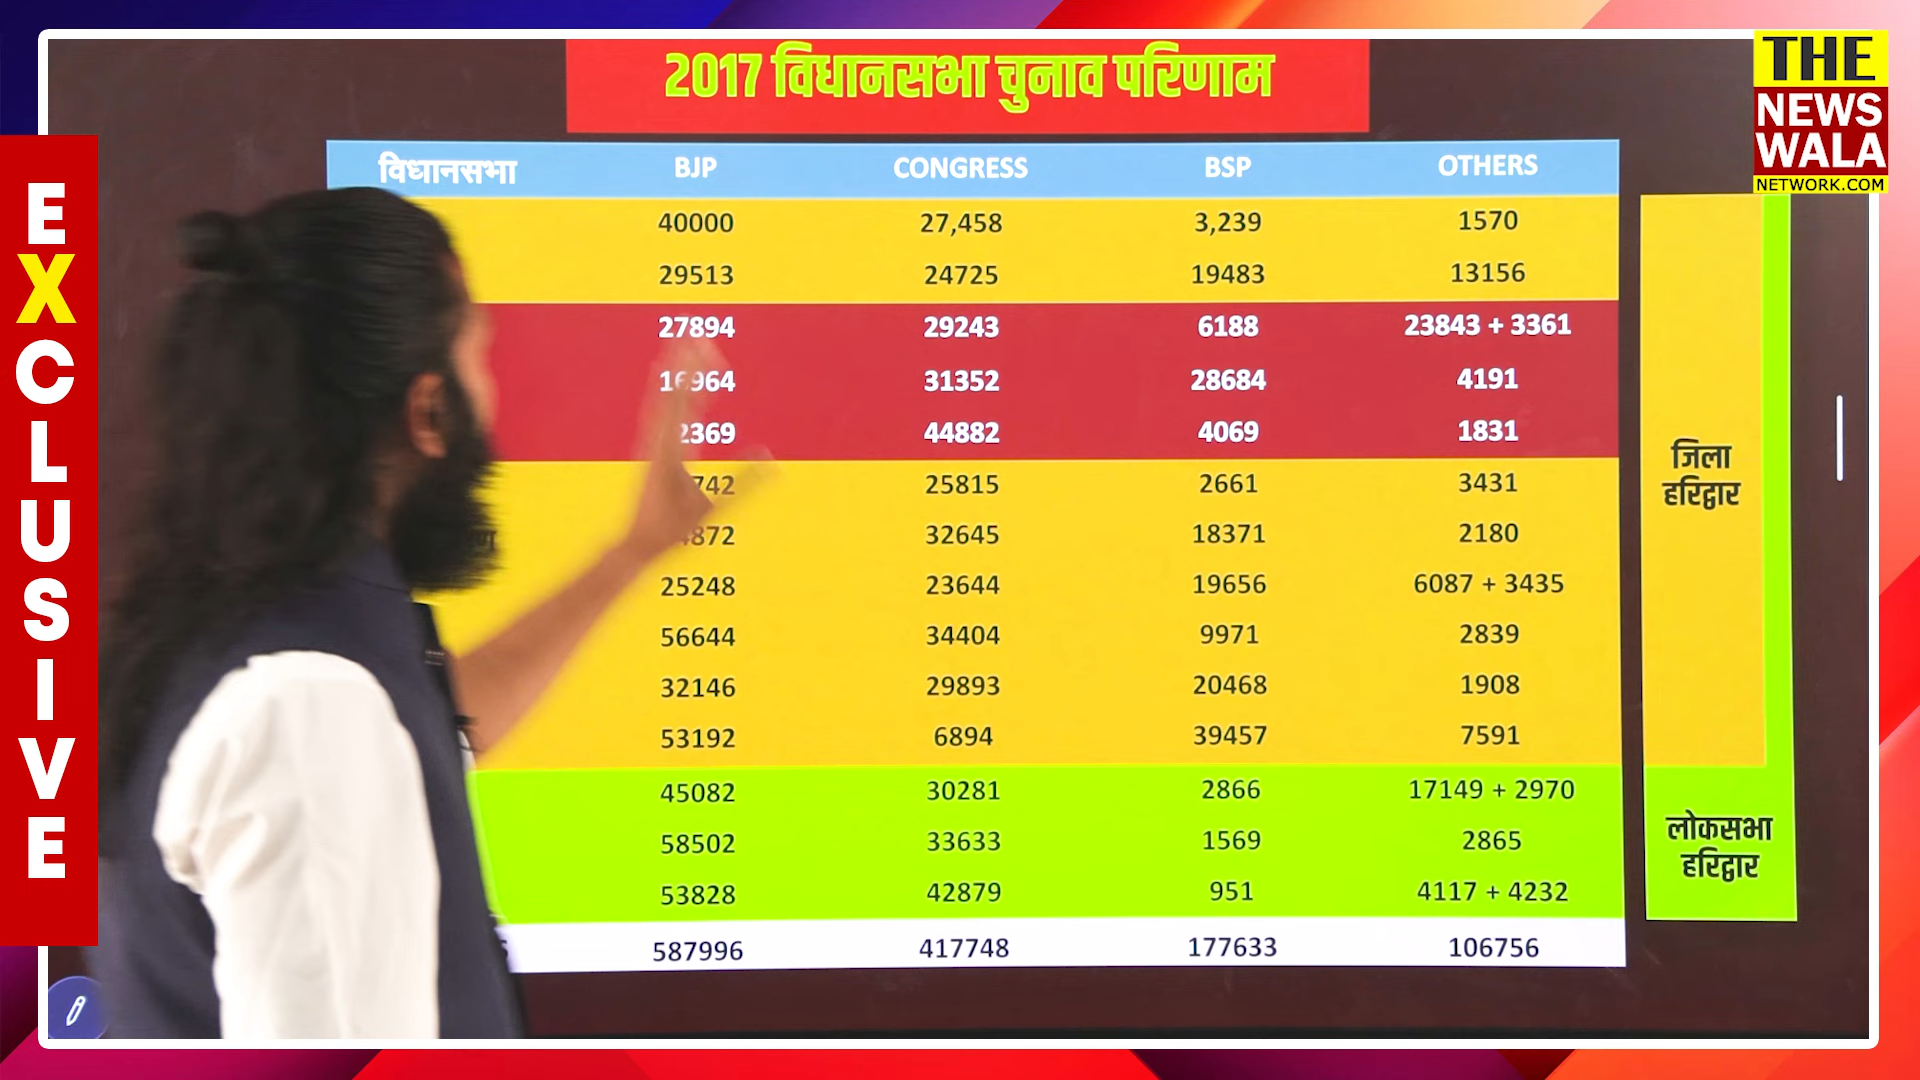 2017 विधानसभा चुनाव परिणाम
THE
NEWS
WALA
NETWORK.COM
EXCLUSIVE
विधानसभा BJP CONGRESS BSP OTHERS
40000 27,458 3,239 1570
29513 24725 19483 13156
27894 29243 6188 23843 + 3361
16964 31352 28684 4191
44882 4069 1831
25815 2661 3431
32645 18371 2180
25248 23644 19656 6087 + 3435
56644 34404 9971 2839
32146 29893 20468 1908
53192 6894 39457 7591
45082 30281 2866 17149 + 2970
58502 33633 1569 2865
53828 42879 951 4117 + 4232
587996 417748 177633 106756
जिला
हरिद्वार
लोकसभा
हरिद्वार